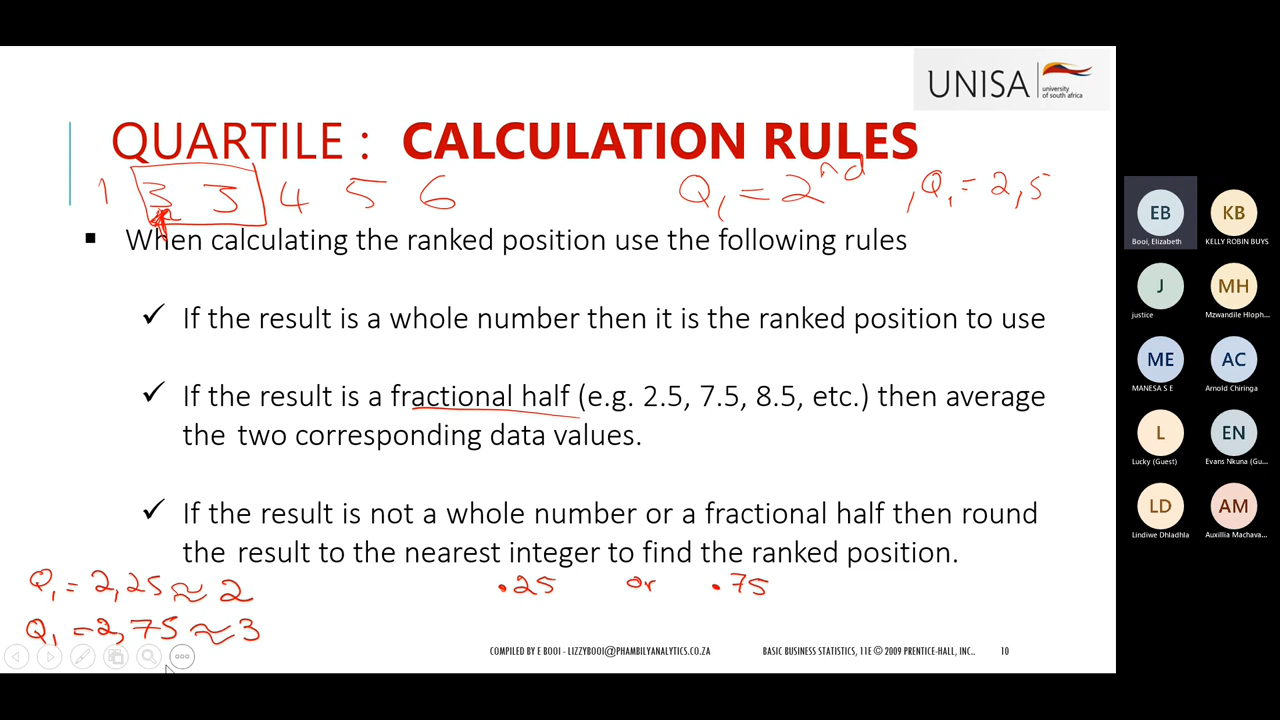 UNISA
university
of south africa
QUARTILE : CALCULATION RULES
1 3 3 4 5 6 Q1 = 2nd , Q1 = 2,5
▪ When calculating the ranked position use the following rules
✓ If the result is a whole number then it is the ranked position to use
✓ If the result is a fractional half (e.g. 2.5, 7.5, 8.5, etc.) then average
the two corresponding data values.
✓ If the result is not a whole number or a fractional half then round
the result to the nearest integer to find the ranked position.
Q1 = 2,25 ≈ 2 .25 or .75
Q1 = 2,75 ≈ 3
COMPILED BY E BOOI - LIZZYBOOI@PHAMBILYANALYTICS.CO.ZA BASIC BUSINESS STATISTICS, 11E © 2009 PRENTICE-HALL, INC.. 10
EB KB
Booi, Elizabeth KELLY ROBIN BUYS
J MH
justice Mzwandile Hloph...
ME AC
MANESA S E Arnold Chiringa
L EN
Lucky (Guest) Evans Nkuna (Gu...
LD AM
Lindiwe Dhladhla Auxillia Machava...